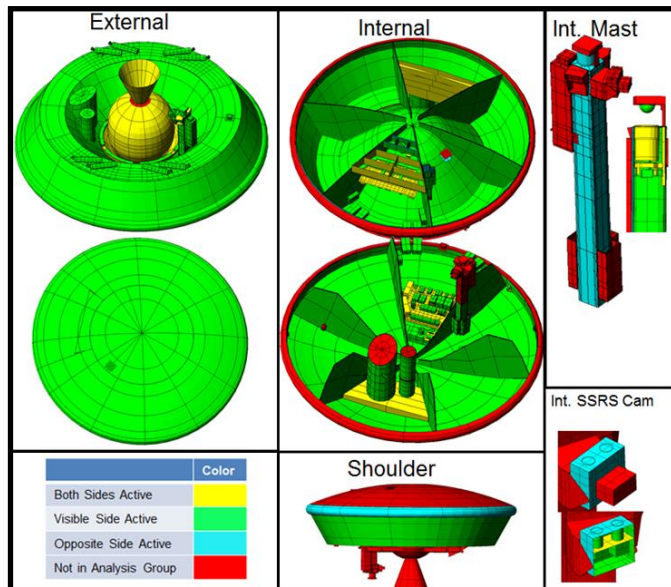 External
Internal
Int. Mast
Int. SSRS Cam
Shoulder
Color
Both Sides Active
Visible Side Active
Opposite Side Active
Not in Analysis Group